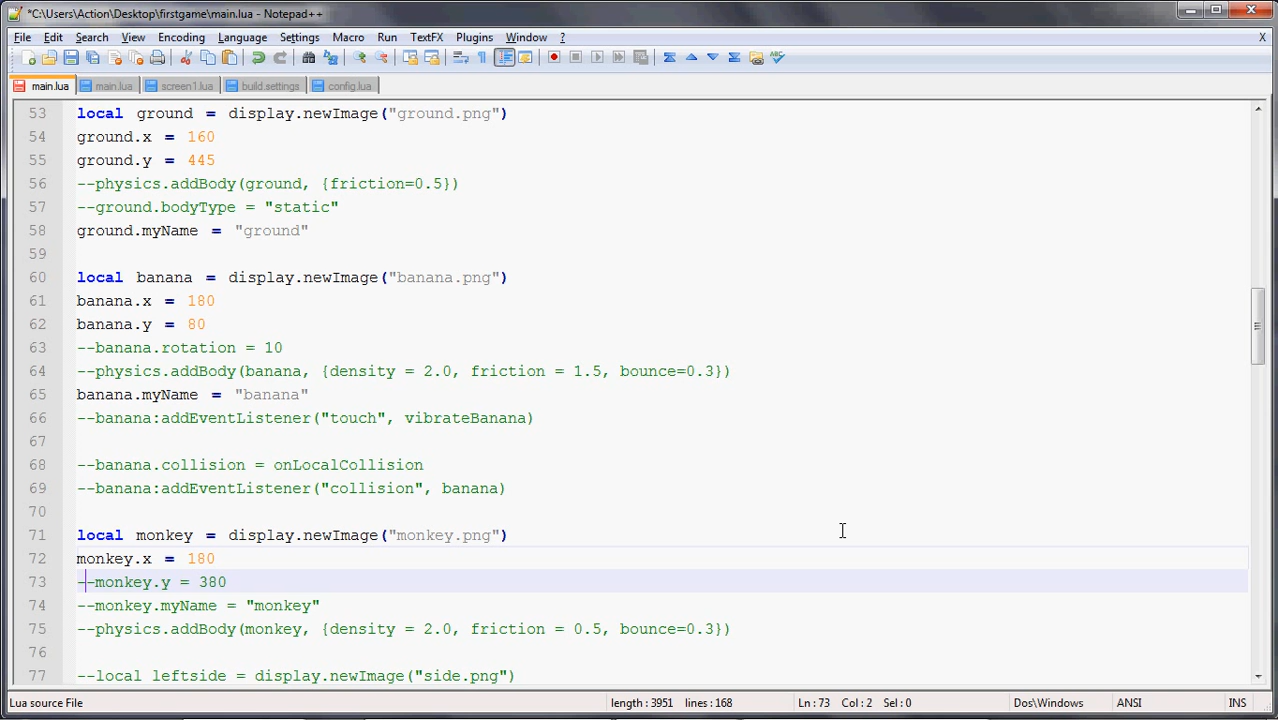 *C:\Users\Action\Desktop\firstgame\main.lua - Notepad++
File Edit Search View Encoding Language Settings Macro Run TextFX Plugins Window ? X
main.lua main.lua screen1.lua build.settings config.lua
53 local ground = display.newImage("ground.png")
54 ground.x = 160
55 ground.y = 445
56 --physics.addBody(ground, {friction=0.5})
57 --ground.bodyType = "static"
58 ground.myName = "ground"
59
60 local banana = display.newImage("banana.png")
61 banana.x = 180
62 banana.y = 80
63 --banana.rotation = 10
64 --physics.addBody(banana, {density = 2.0, friction = 1.5, bounce=0.3})
65 banana.myName = "banana"
66 --banana:addEventListener("touch", vibrateBanana)
67
68 --banana.collision = onLocalCollision
69 --banana:addEventListener("collision", banana)
70
71 local monkey = display.newImage("monkey.png")
72 monkey.x = 180
73 --monkey.y = 380
74 --monkey.myName = "monkey"
75 --physics.addBody(monkey, {density = 2.0, friction = 0.5, bounce=0.3})
76
77 --local leftside = display.newImage("side.png")
Lua source File length : 3951 lines : 168 Ln : 73 Col : 2 Sel : 0 Dos\Windows ANSI INS